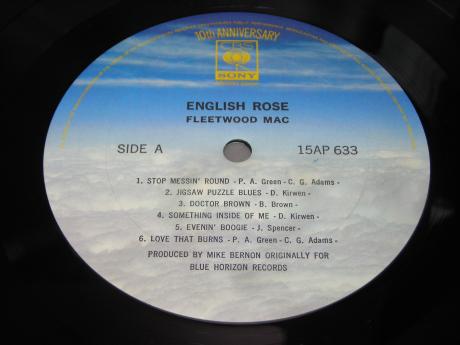 10th ANNIVERSARY
CBS
SONY
ENGLISH ROSE
FLEETWOOD MAC
SIDE A
15AP 633
1. STOP MESSIN' ROUND - P. A. Green - C. G. Adams -
2. JIGSAW PUZZLE BLUES - D. Kirwen -
3. DOCTOR BROWN - B. Brown -
4. SOMETHING INSIDE OF ME - D. Kirwen -
5. EVENIN' BOOGIE - J. Spencer -
6. LOVE THAT BURNS - P. A. Green - C. G. Adams -
PRODUCED BY MIKE BERNON ORIGINALLY FOR
BLUE HORIZON RECORDS